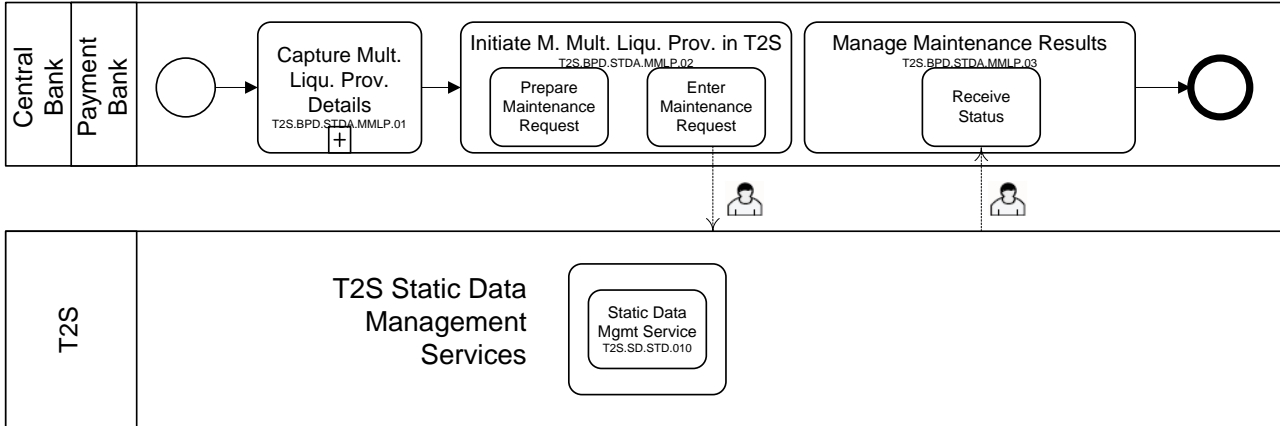 Central
Bank
Payment
Bank
Capture Mult.
Liqu. Prov.
Details
T2S.BPD.STDA.MMLP.01
+
Initiate M. Mult. Liqu. Prov. in T2S
T2S.BPD.STDA.MMLP.02
Prepare
Maintenance
Request
Enter
Maintenance
Request
Manage Maintenance Results
T2S.BPD.STDA.MMLP.03
Receive
Status
T2S
T2S Static Data
Management
Services
Static Data
Mgmt Service
T2S.SD.STD.010